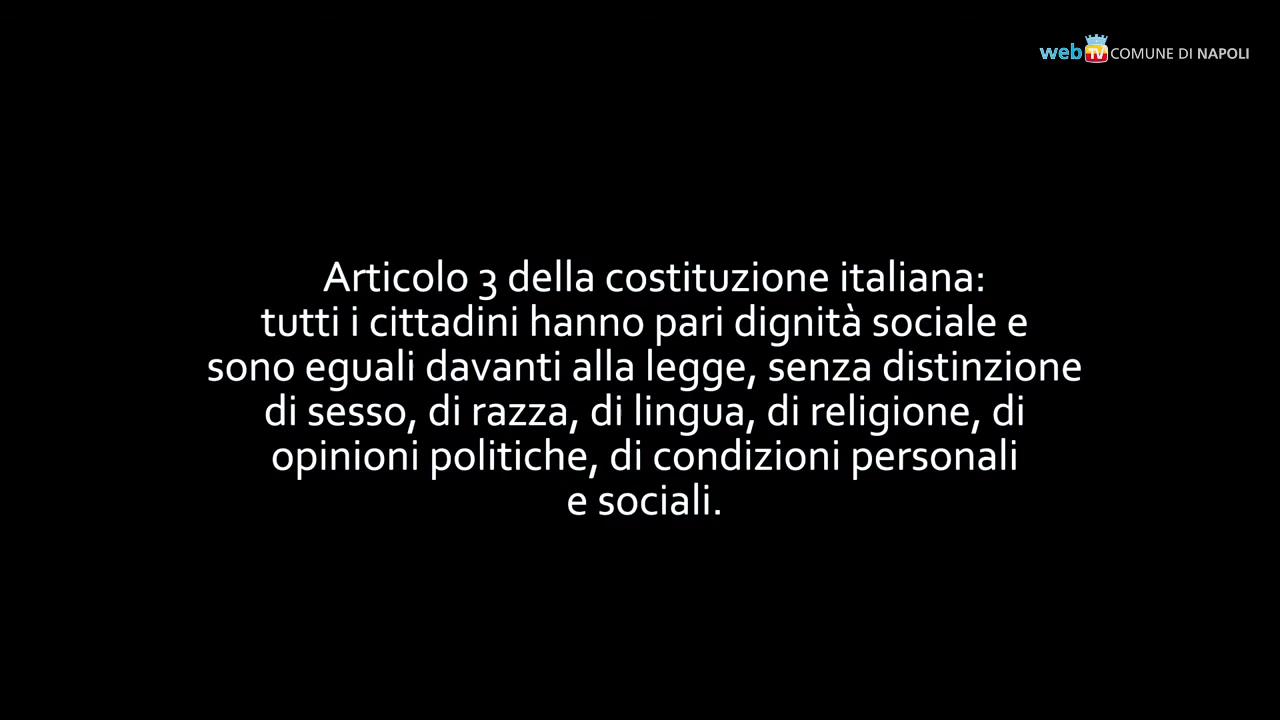 web TV COMUNE DI NAPOLI
Articolo 3 della costituzione italiana:
tutti i cittadini hanno pari dignità sociale e
sono eguali davanti alla legge, senza distinzione
di sesso, di razza, di lingua, di religione, di
opinioni politiche, di condizioni personali
e sociali.